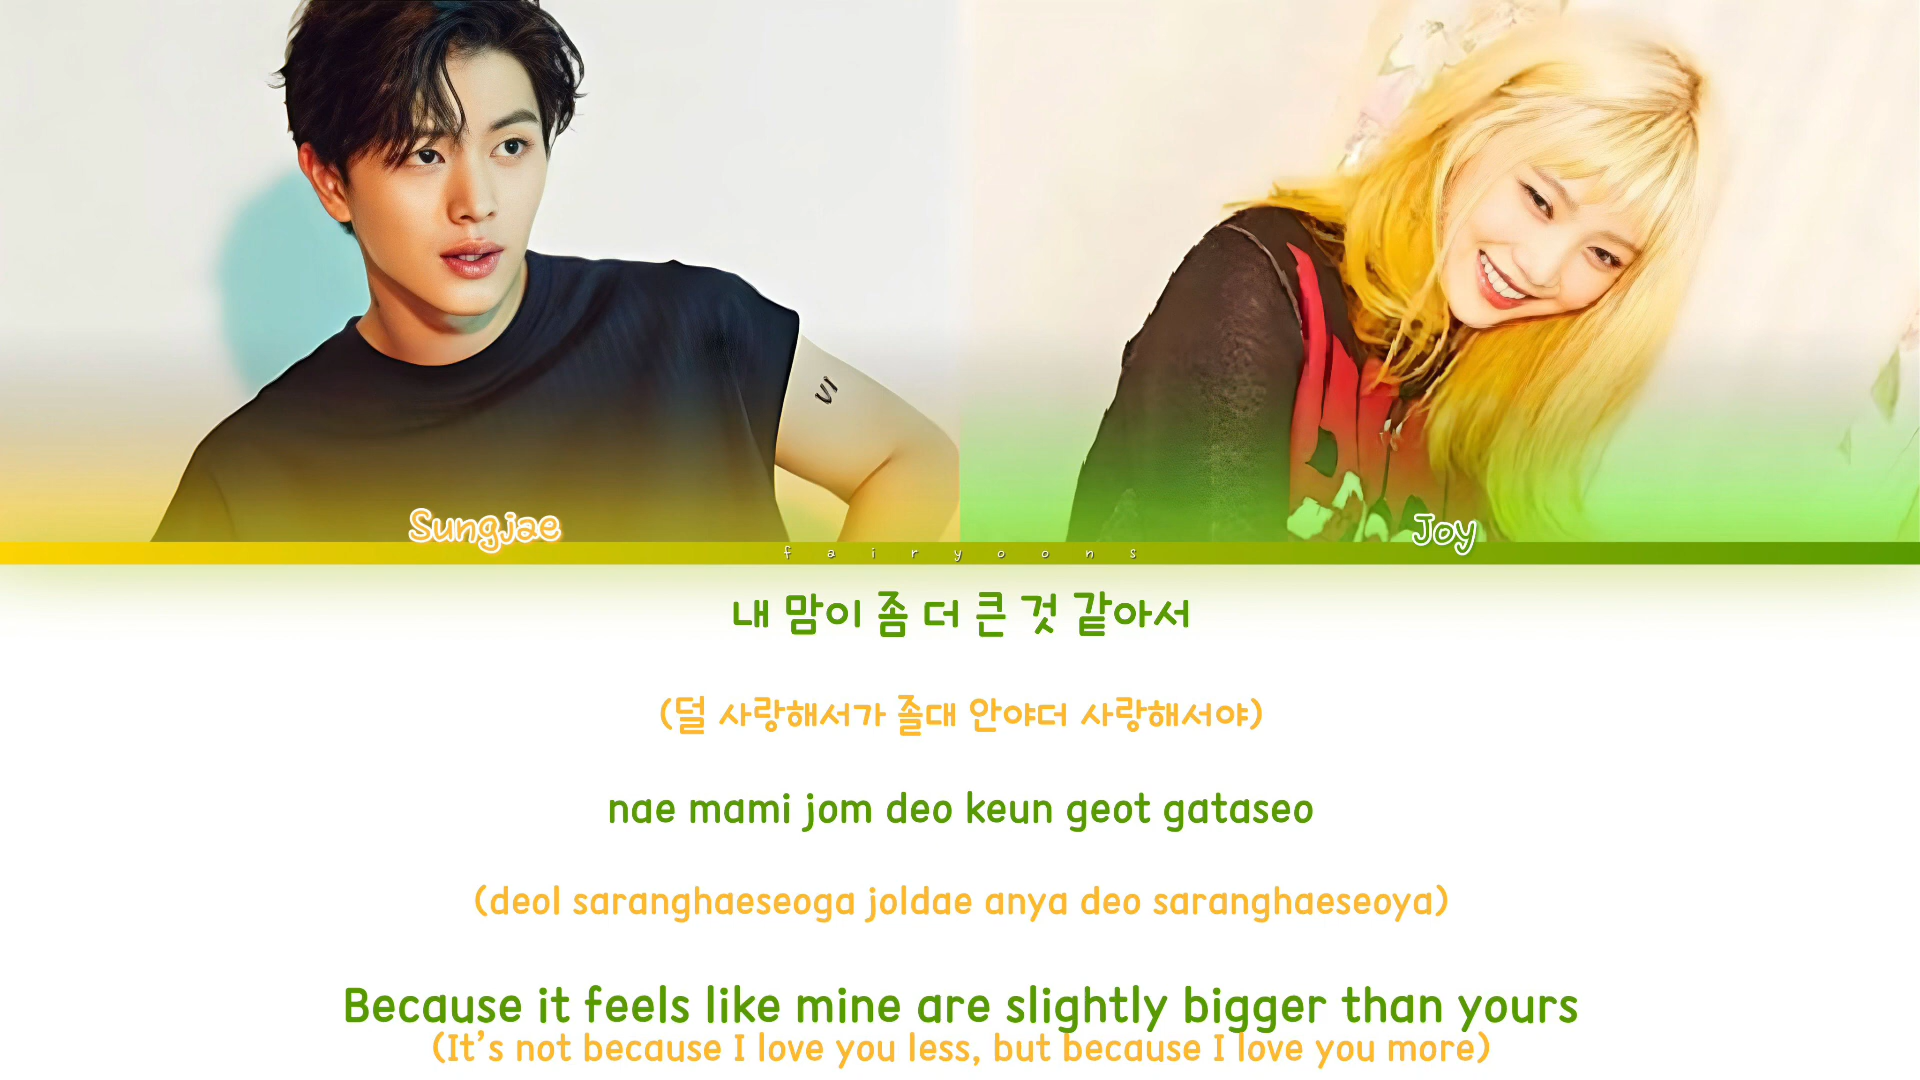 VI
Sungjae
Joy
fairyoons
내 맘이 좀 더 큰 것 같아서
(덜 사랑해서가 졸대 안야더 사랑해서야)
nae mami jom deo keun geot gataseo
(deol saranghaeseoga joldae anya deo saranghaeseoya)
Because it feels like mine are slightly bigger than yours
(It's not because I love you less, but because I love you more)